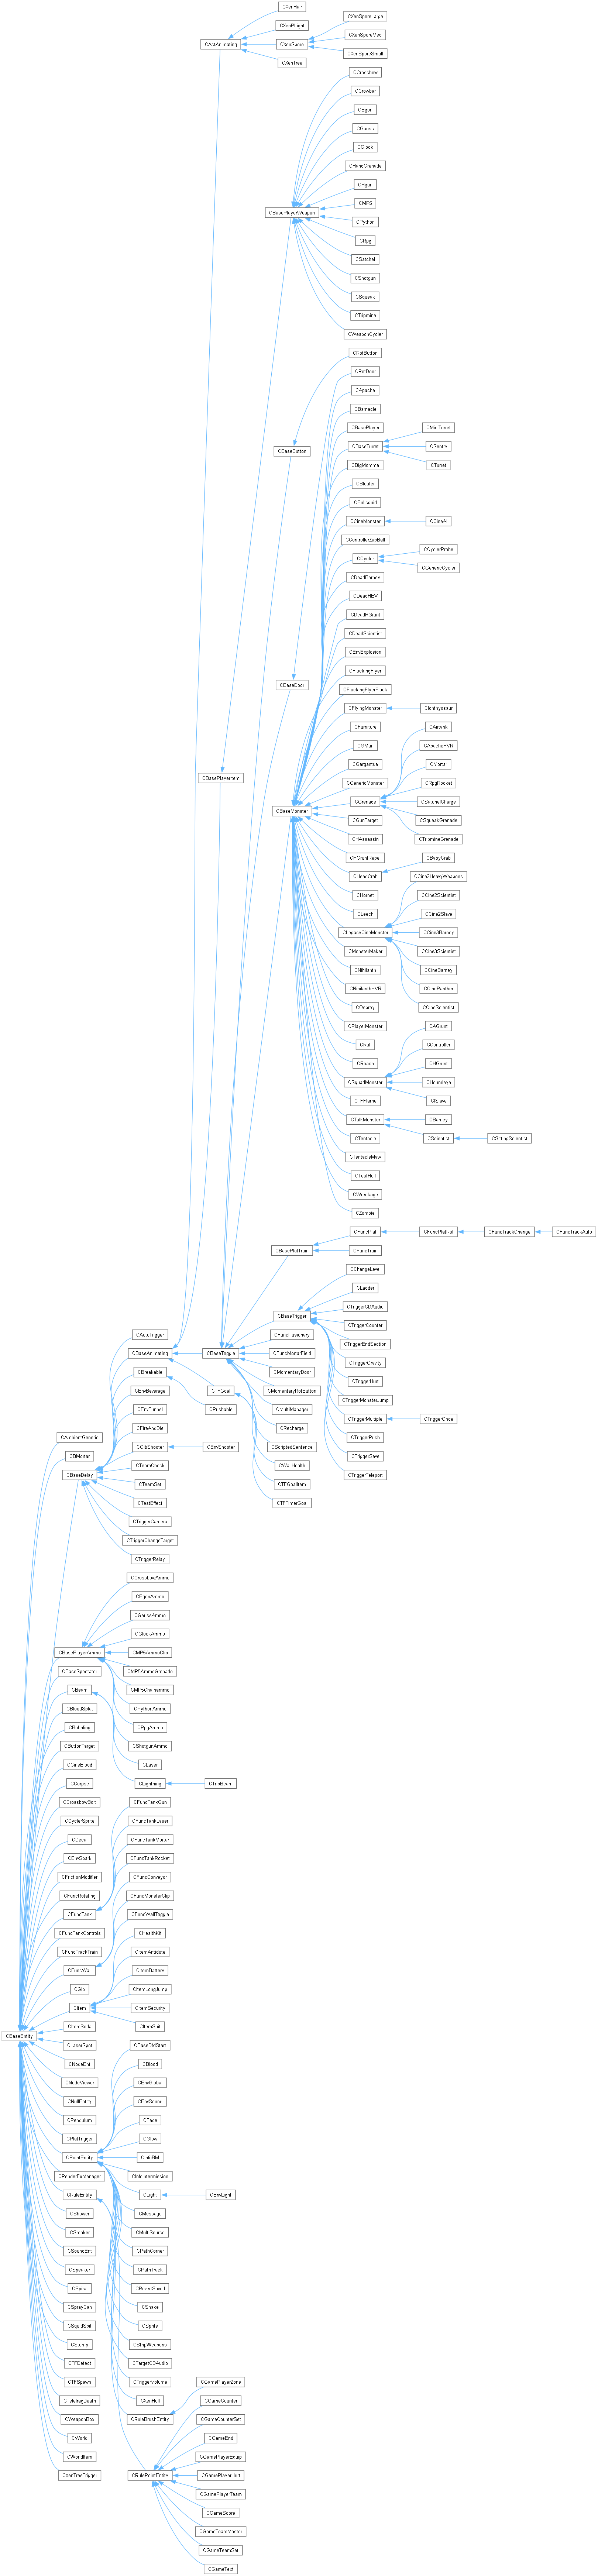 CXenHair
CXenPLight
CActAnimating
CXenSpore
CXenTree
CXenSporeLarge
CXenSporeMed
CXenSporeSmall
CCrossbow
CCrowbar
CEgon
CGauss
CGlock
CHandGrenade
CHgun
CBasePlayerWeapon
CMP5
CPython
CRpg
CSatchel
CShotgun
CSqueak
CTripmine
CWeaponCycler
CRotButton
CRotDoor
CApache
CBarnacle
CBasePlayer
CBaseButton
CBaseTurret
CMiniTurret
CSentry
CTurret
CBigMomma
CBloater
CBullsquid
CCineMonster
CCineAI
CControllerZapBall
CCycler
CCyclerProbe
CGenericCycler
CDeadBarney
CDeadHEV
CDeadHGrunt
CDeadScientist
CEnvExplosion
CFlockingFlyer
CBaseDoor
CFlockingFlyerFlock
CFlyingMonster
CIchthyosaur
CFurniture
CGMan
CGargantua
CBasePlayerItem
CGenericMonster
CGrenade
CAirtank
CApacheHVR
CMortar
CRpgRocket
CSatchelCharge
CSqueakGrenade
CTripmineGrenade
CBaseMonster
CGunTarget
CHAssassin
CHGruntRepel
CHeadCrab
CBabyCrab
CHornet
CLeech
CLegacyCineMonster
CCine2HeavyWeapons
CCine2Scientist
CCine2Slave
CCine3Barney
CCine3Scientist
CCineBarney
CCinePanther
CCineScientist
CMonsterMaker
CNihilanth
CNihilanthHVR
COsprey
CPlayerMonster
CRat
CRoach
CSquadMonster
CAGrunt
CController
CHGrunt
CHoundeye
CISlave
CTFFlame
CTalkMonster
CBarney
CScientist
CSittingScientist
CTentacle
CTentacleMaw
CTestHull
CWreckage
CZombie
CBasePlatTrain
CFuncPlat
CFuncPlatRot
CFuncTrackChange
CFuncTrackAuto
CFuncTrain
CChangeLevel
CLadder
CTriggerCDAudio
CBaseTrigger
CTriggerCounter
CTriggerEndSection
CTriggerGravity
CTriggerHurt
CTriggerMonsterJump
CTriggerMultiple
CTriggerOnce
CTriggerPush
CTriggerSave
CTriggerTeleport
CAutoTrigger
CBaseAnimating
CBaseToggle
CFuncIllusionary
CFuncMortarField
CMomentaryDoor
CMomentaryRotButton
CMultiManager
CRecharge
CScriptedSentence
CWallHealth
CTFGoalItem
CTFTimerGoal
CBreakable
CEnvBeverage
CTFGoal
CPushable
CEnvFunnel
CFireAndDie
CGibShooter
CEnvShooter
CTeamCheck
CTeamSet
CTestEffect
CTriggerCamera
CTriggerChangeTarget
CTriggerRelay
CAmbientGeneric
CBMortar
CBaseDelay
CCrossbowAmmo
CEgonAmmo
CGaussAmmo
CGlockAmmo
CBasePlayerAmmo
CMP5AmmoClip
CMP5AmmoGrenade
CMP5Chainammo
CPythonAmmo
CRpgAmmo
CShotgunAmmo
CBaseSpectator
CBeam
CLaser
CLightning
CTripBeam
CBloodSplat
CBubbling
CButtonTarget
CCineBlood
CCorpse
CCrossbowBolt
CCyclerSprite
CDecal
CEnvSpark
CFrictionModifier
CFuncRotating
CFuncTank
CFuncTankGun
CFuncTankLaser
CFuncTankMortar
CFuncTankRocket
CFuncTankControls
CFuncTrackTrain
CFuncWall
CFuncConveyor
CFuncMonsterClip
CFuncWallToggle
CGib
CItem
CHealthKit
CItemAntidote
CItemBattery
CItemLongJump
CItemSecurity
CItemSuit
CBaseEntity
CItemSoda
CLaserSpot
CNodeEnt
CNodeViewer
CNullEntity
CPendulum
CPlatTrigger
CPointEntity
CBaseDMStart
CBlood
CEnvGlobal
CEnvSound
CFade
CGlow
CInfoBM
CInfoIntermission
CLight
CEnvLight
CMessage
CMultiSource
CPathCorner
CPathTrack
CRevertSaved
CShake
CSprite
CStripWeapons
CTargetCDAudio
CTriggerVolume
CXenHull
CRenderFxManager
CRuleEntity
CRuleBrushEntity
CGamePlayerZone
CRulePointEntity
CGameCounter
CGameCounterSet
CGameEnd
CGamePlayerEquip
CGamePlayerHurt
CGamePlayerTeam
CGameScore
CGameTeamMaster
CGameTeamSet
CGameText
CShower
CSmoker
CSoundEnt
CSpeaker
CSpiral
CSprayCan
CSquidSpit
CStomp
CTFDetect
CTFSpawn
CTelefragDeath
CWeaponBox
CWorld
CWorldItem
CXenTreeTrigger